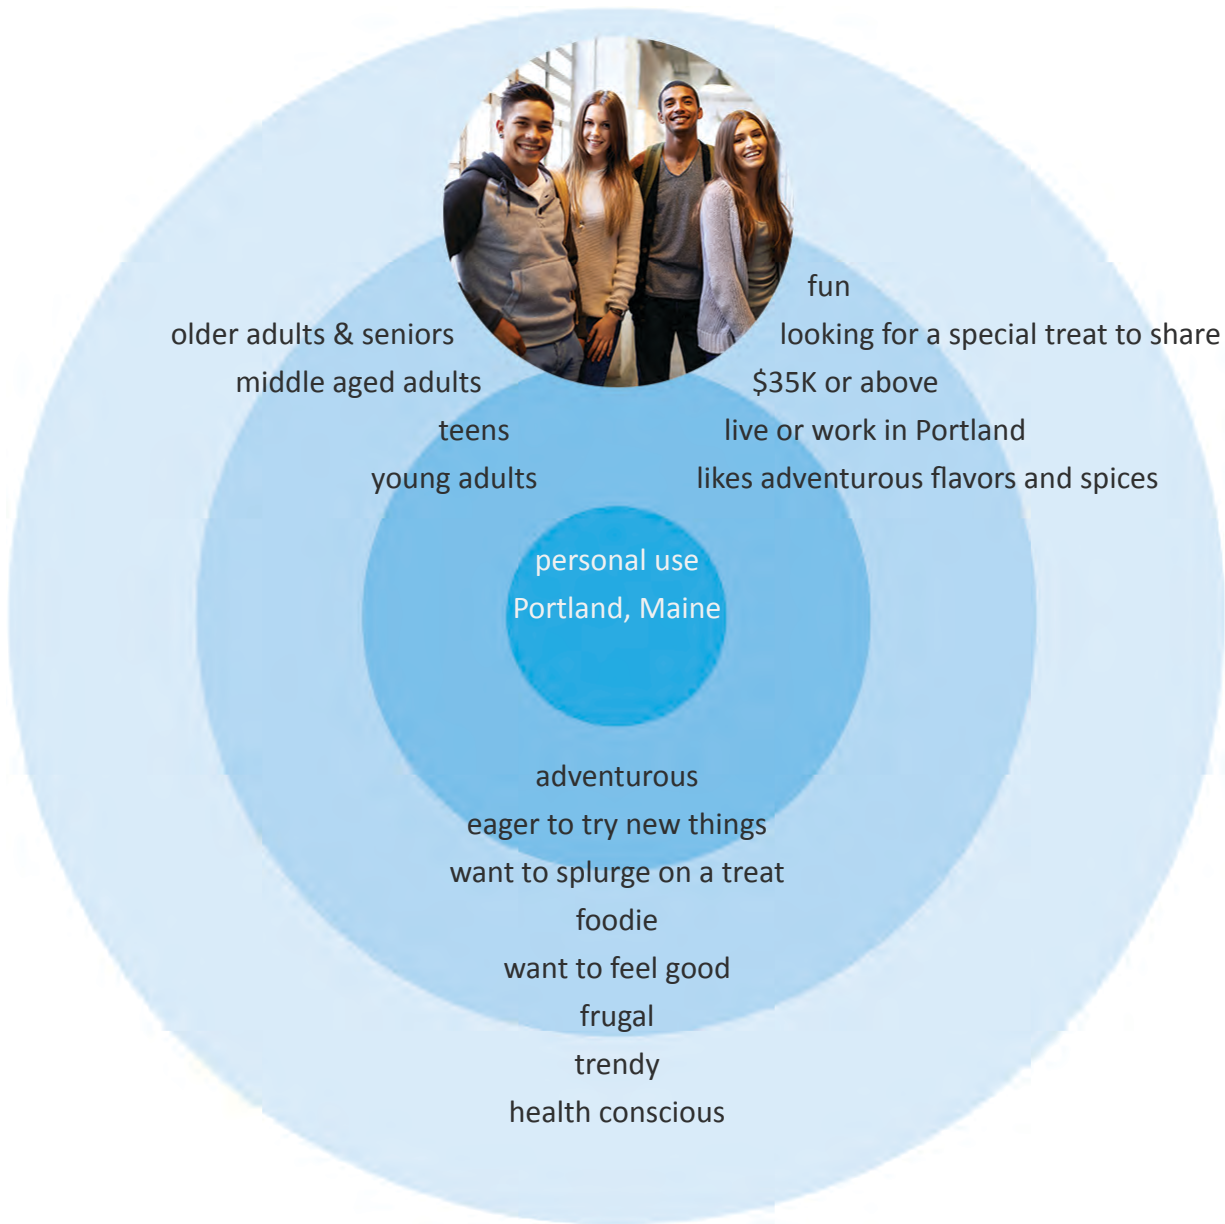 fun
older adults & seniors
looking for a special treat to share
middle aged adults
$35K or above
teens
live or work in Portland
young adults
likes adventurous flavors and spices
personal use
Portland, Maine
adventurous
eager to try new things
want to splurge on a treat
foodie
want to feel good
frugal
trendy
health conscious